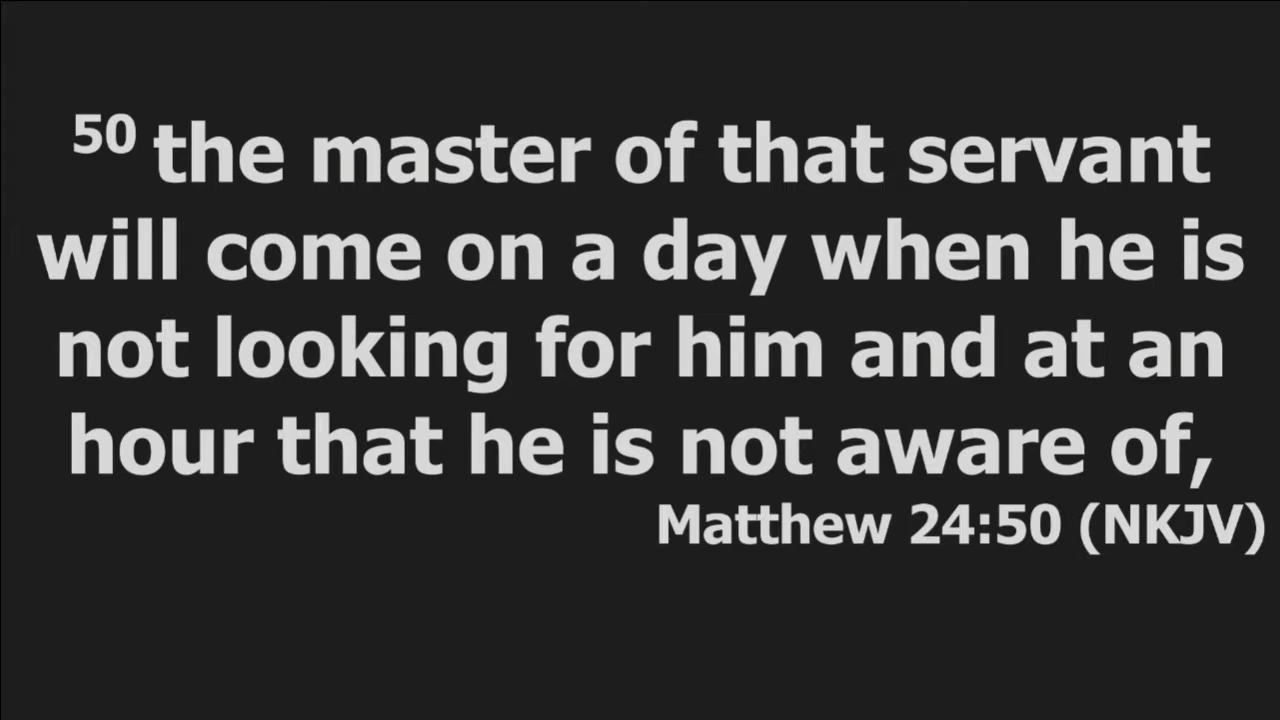 50 the master of that servant
will come on a day when he is
not looking for him and at an
hour that he is not aware of,
Matthew 24:50 (NKJV)